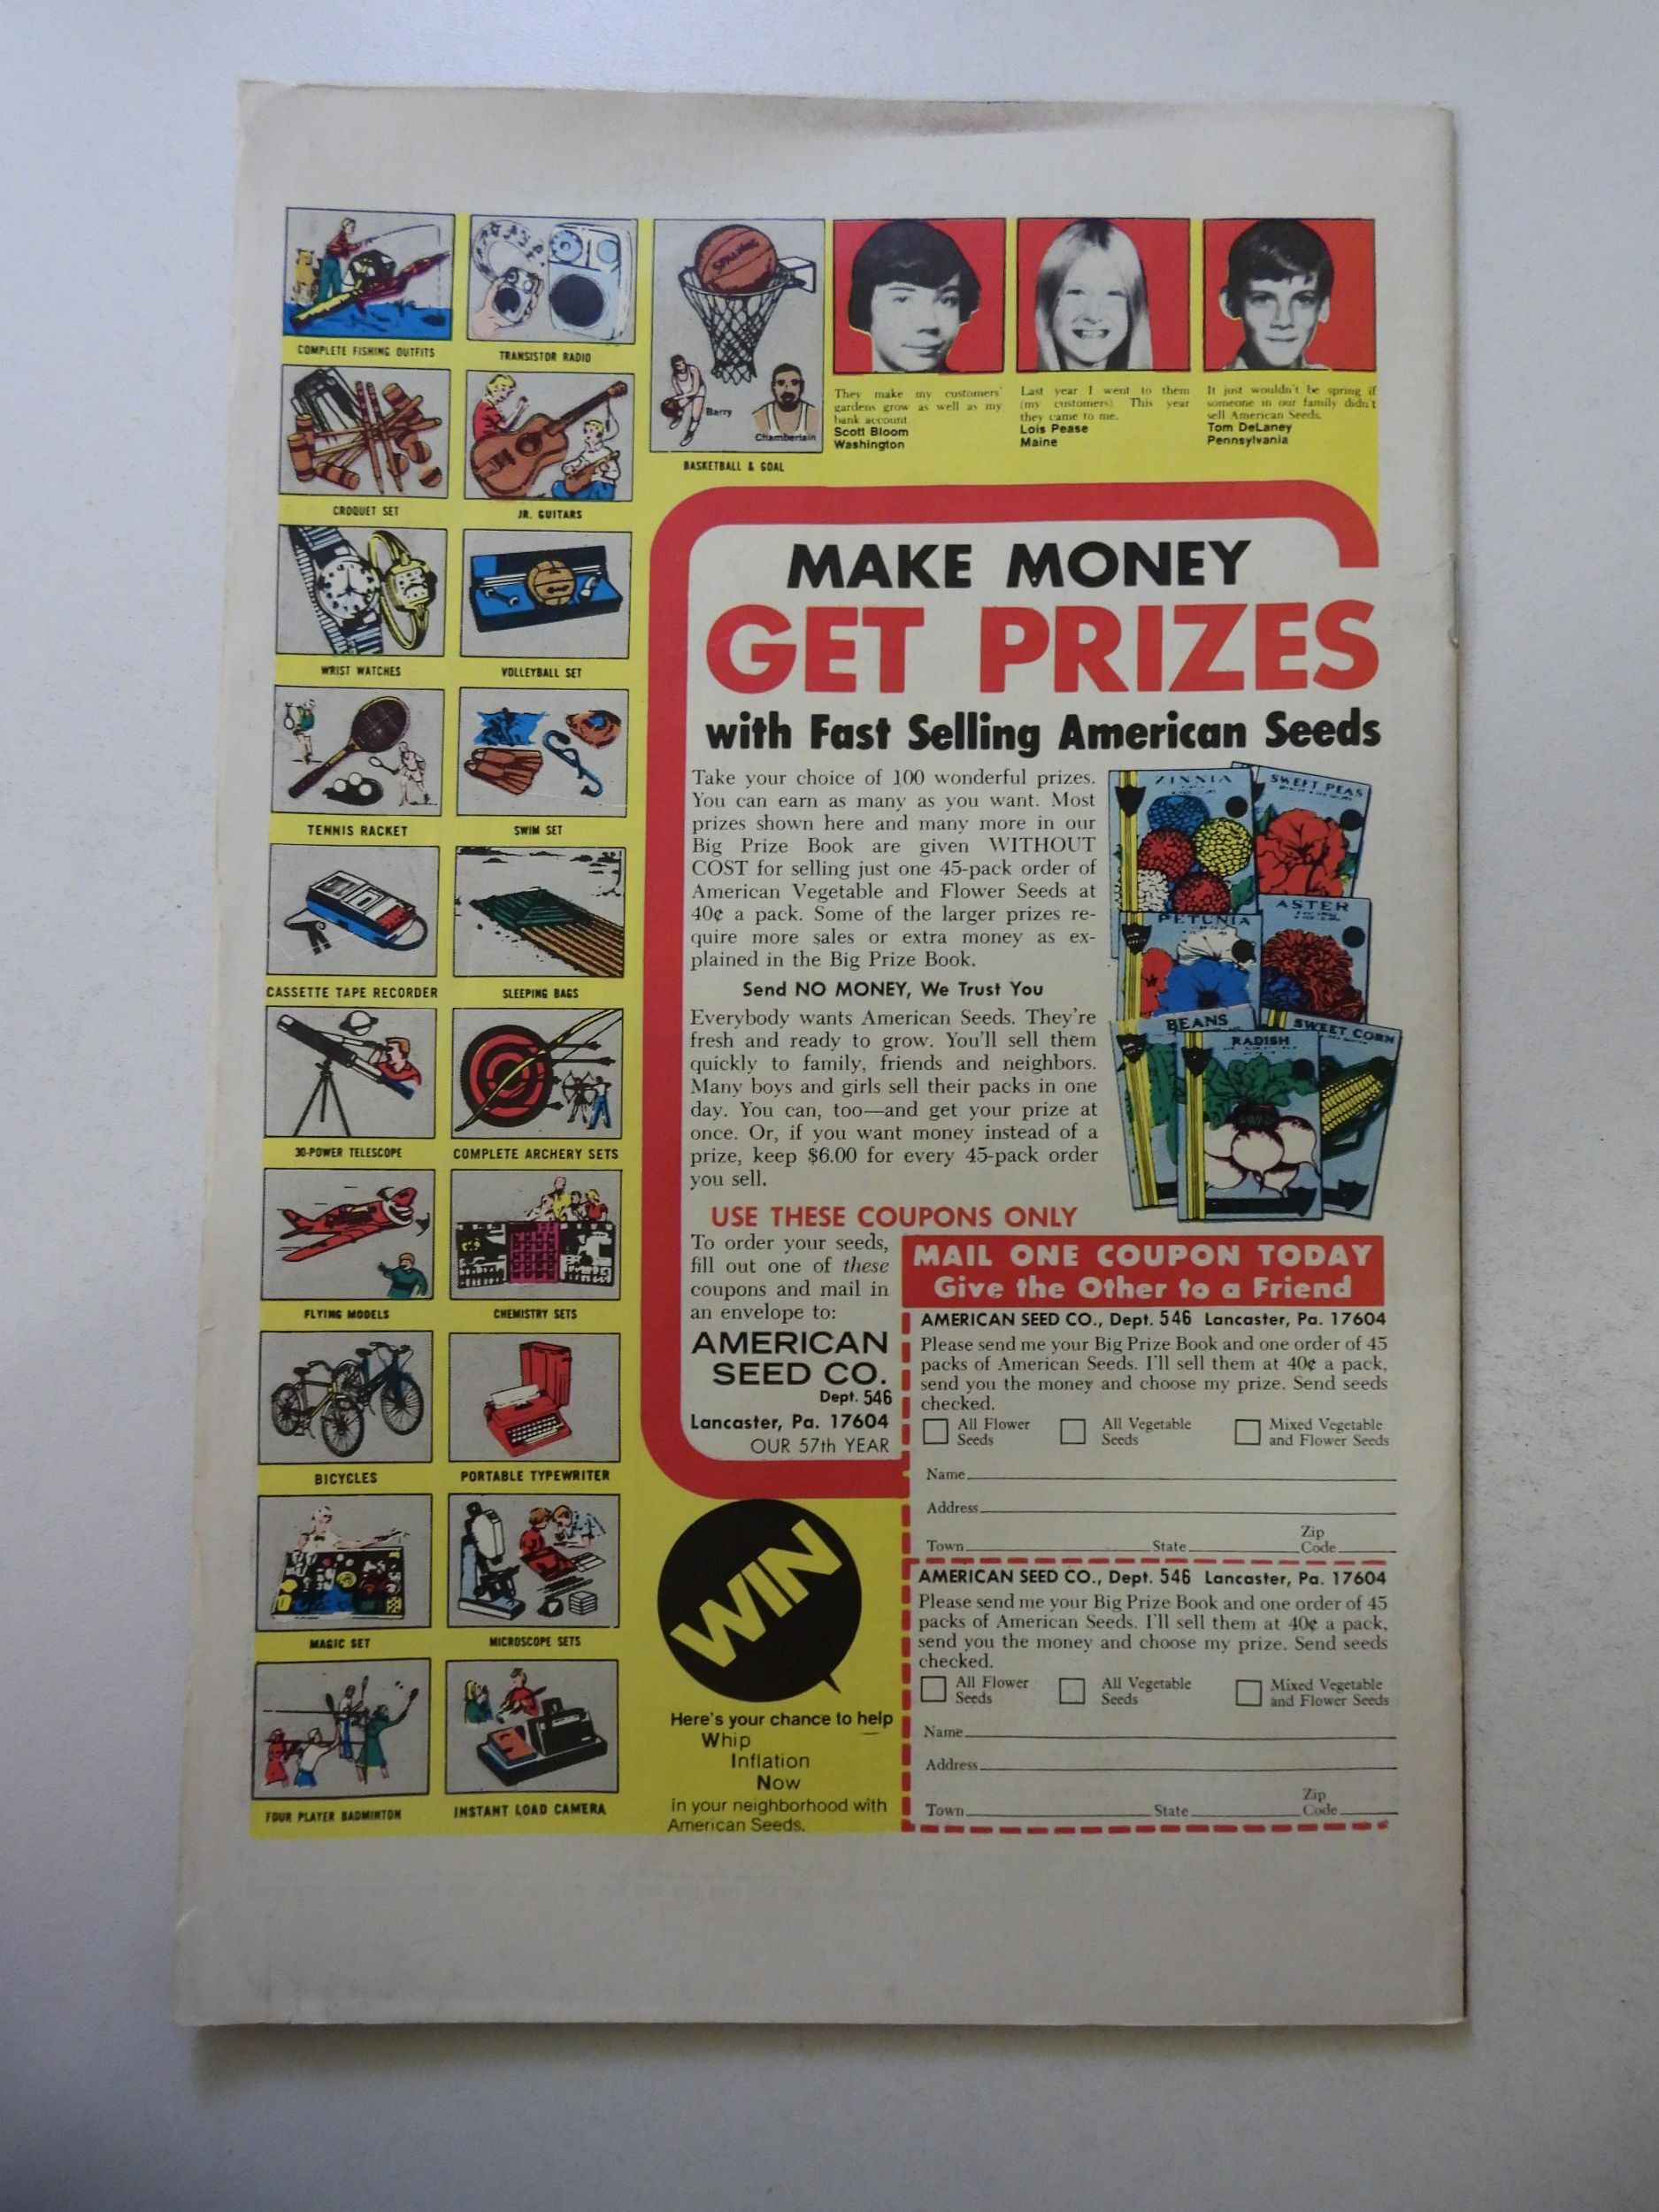 COMPLETE FISHING OUTFITS
TRANSISTOR RADIO
CROQUET SET
JR. GUITARS
WRIST WATCHES
VOLLEYBALL SET
TENNIS RACKET
SWIM SET
CASSETTE TAPE RECORDER
SLEEPING BAGS
30-POWER TELESCOPE
COMPLETE ARCHERY SETS
FLYING MODELS
CHEMISTRY SETS
BICYCLES
PORTABLE TYPEWRITER
MAGIC SET
MICROSCOPE SETS
FOUR PLAYER BADMINTON
INSTANT LOAD CAMERA
SPALDING
Barry
Chamberlain
BASKETBALL & GOAL
They make my customers'
gardens grow as well as my
bank account.
Scott Bloom
Washington
Last year I went to them
(my customers). This year
they came to me.
Lois Pease
Maine
It just wouldn't be spring if
someone in our family didn't
sell American Seeds.
Tom DeLaney
Pennsylvania
MAKE MONEY
GET PRIZES
with Fast Selling American Seeds
Take your choice of 100 wonderful prizes.
You can earn as many as you want. Most
prizes shown here and many more in our
Big Prize Book are given WITHOUT
COST for selling just one 45-pack order of
American Vegetable and Flower Seeds at
40¢ a pack. Some of the larger prizes re-
quire more sales or extra money as ex-
plained in the Big Prize Book.
Send NO MONEY, We Trust You
Everybody wants American Seeds. They're
fresh and ready to grow. You'll sell them
quickly to family, friends and neighbors.
Many boys and girls sell their packs in one
day. You can, too—and get your prize at
once. Or, if you want money instead of a
prize, keep $6.00 for every 45-pack order
you sell.
ZINNIA
SWEET PEAS
PETUNIA
ASTER
BEANS
RADISH
SWEET CORN
USE THESE COUPONS ONLY
To order your seeds,
fill out one of these
coupons and mail in
an envelope to:
AMERICAN
SEED CO.
Dept. 546
Lancaster, Pa. 17604
OUR 57th YEAR
MAIL ONE COUPON TODAY
Give the Other to a Friend
AMERICAN SEED CO., Dept. 546 Lancaster, Pa. 17604
Please send me your Big Prize Book and one order of 45
packs of American Seeds. I'll sell them at 40¢ a pack,
send you the money and choose my prize. Send seeds
checked.
All Flower Seeds
All Vegetable Seeds
Mixed Vegetable and Flower Seeds
Name
Address
Town State Zip Code
AMERICAN SEED CO., Dept. 546 Lancaster, Pa. 17604
Please send me your Big Prize Book and one order of 45
packs of American Seeds. I'll sell them at 40¢ a pack,
send you the money and choose my prize. Send seeds
checked.
All Flower Seeds
All Vegetable Seeds
Mixed Vegetable and Flower Seeds
Name
Address
Town State Zip Code
WIN
Here's your chance to help
Whip
Inflation
Now
in your neighborhood with
American Seeds.